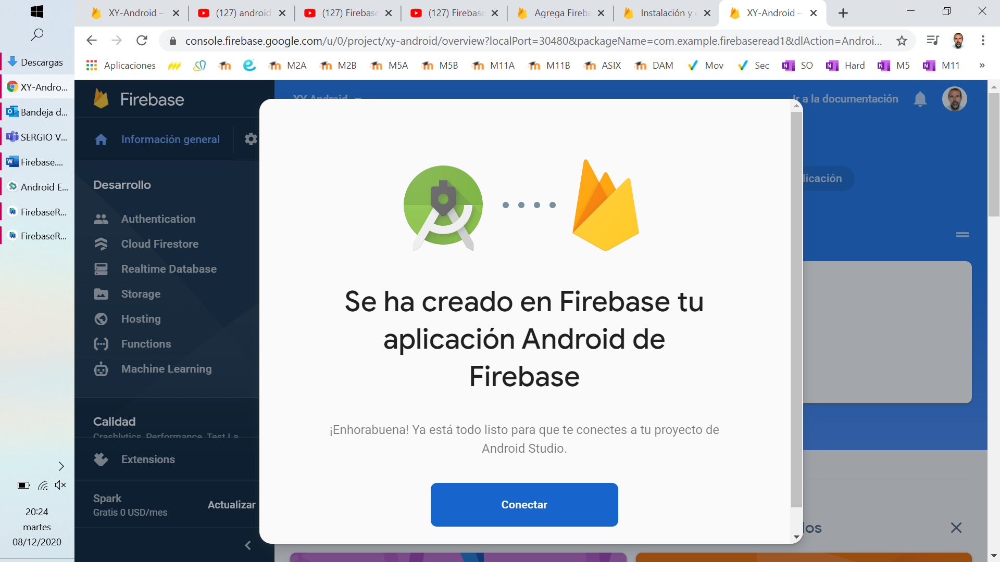 XY-Android –
(127) android
(127) Firebase
(127) Firebase
Agrega Fireba
Instalación y
XY-Android –
console.firebase.google.com/u/0/project/xy-android/overview?localPort=30480&packageName=com.example.firebaseread1&dlAction=Androi...
Aplicaciones
M2A
M2B
M5A
M5B
M11A
M11B
ASIX
DAM
Mov
Sec
SO
Hard
M5
M11
»
Descargas
XY-Andro...
Bandeja d...
SERGIO V...
Firebase....
Android E...
FirebaseR...
FirebaseR...
20:24
martes
08/12/2020
Firebase
Información general
Desarrollo
Authentication
Cloud Firestore
Realtime Database
Storage
Hosting
Functions
Machine Learning
Calidad
Crashlytics, Performance, Test La
Extensions
Spark
Gratis 0 USD/mes
Actualizar
XY-Android
Ir a la documentación
licación
Se ha creado en Firebase tu
aplicación Android de
Firebase
¡Enhorabuena! Ya está todo listo para que te conectes a tu proyecto de
Android Studio.
Conectar
los